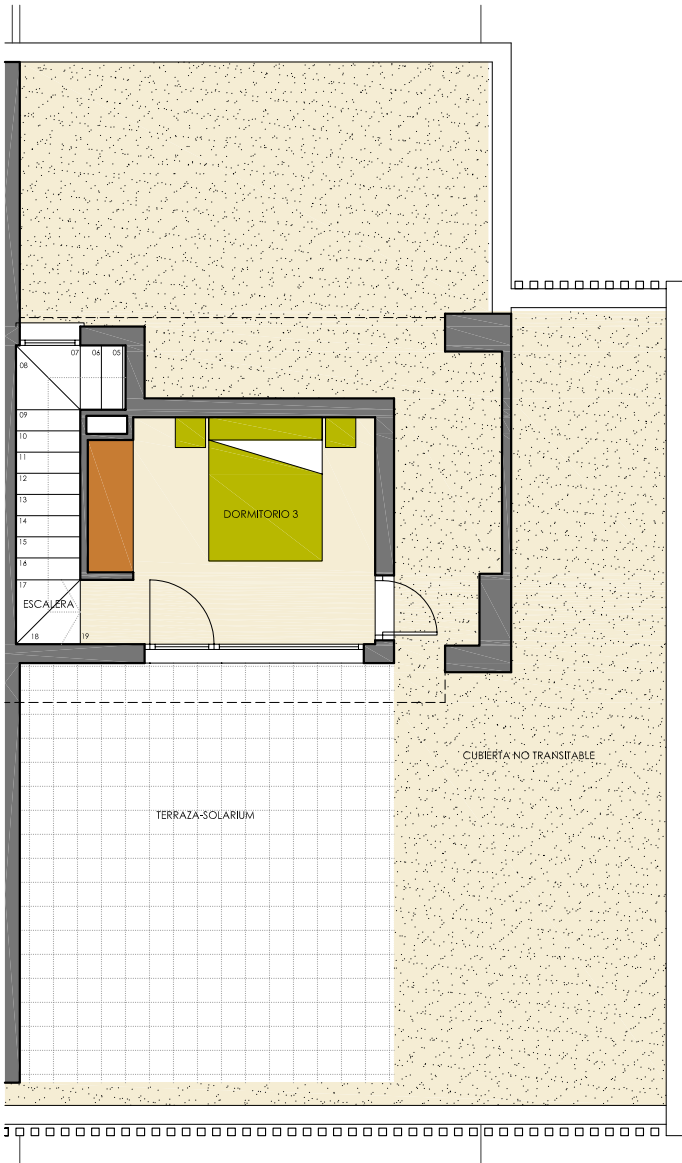 07 06 05
08
09
10
11
12
DORMITORIO 3
13
14
15
16
17
ESCALERA
18 19
CUBIERTA NO TRANSITABLE
TERRAZA-SOLARIUM